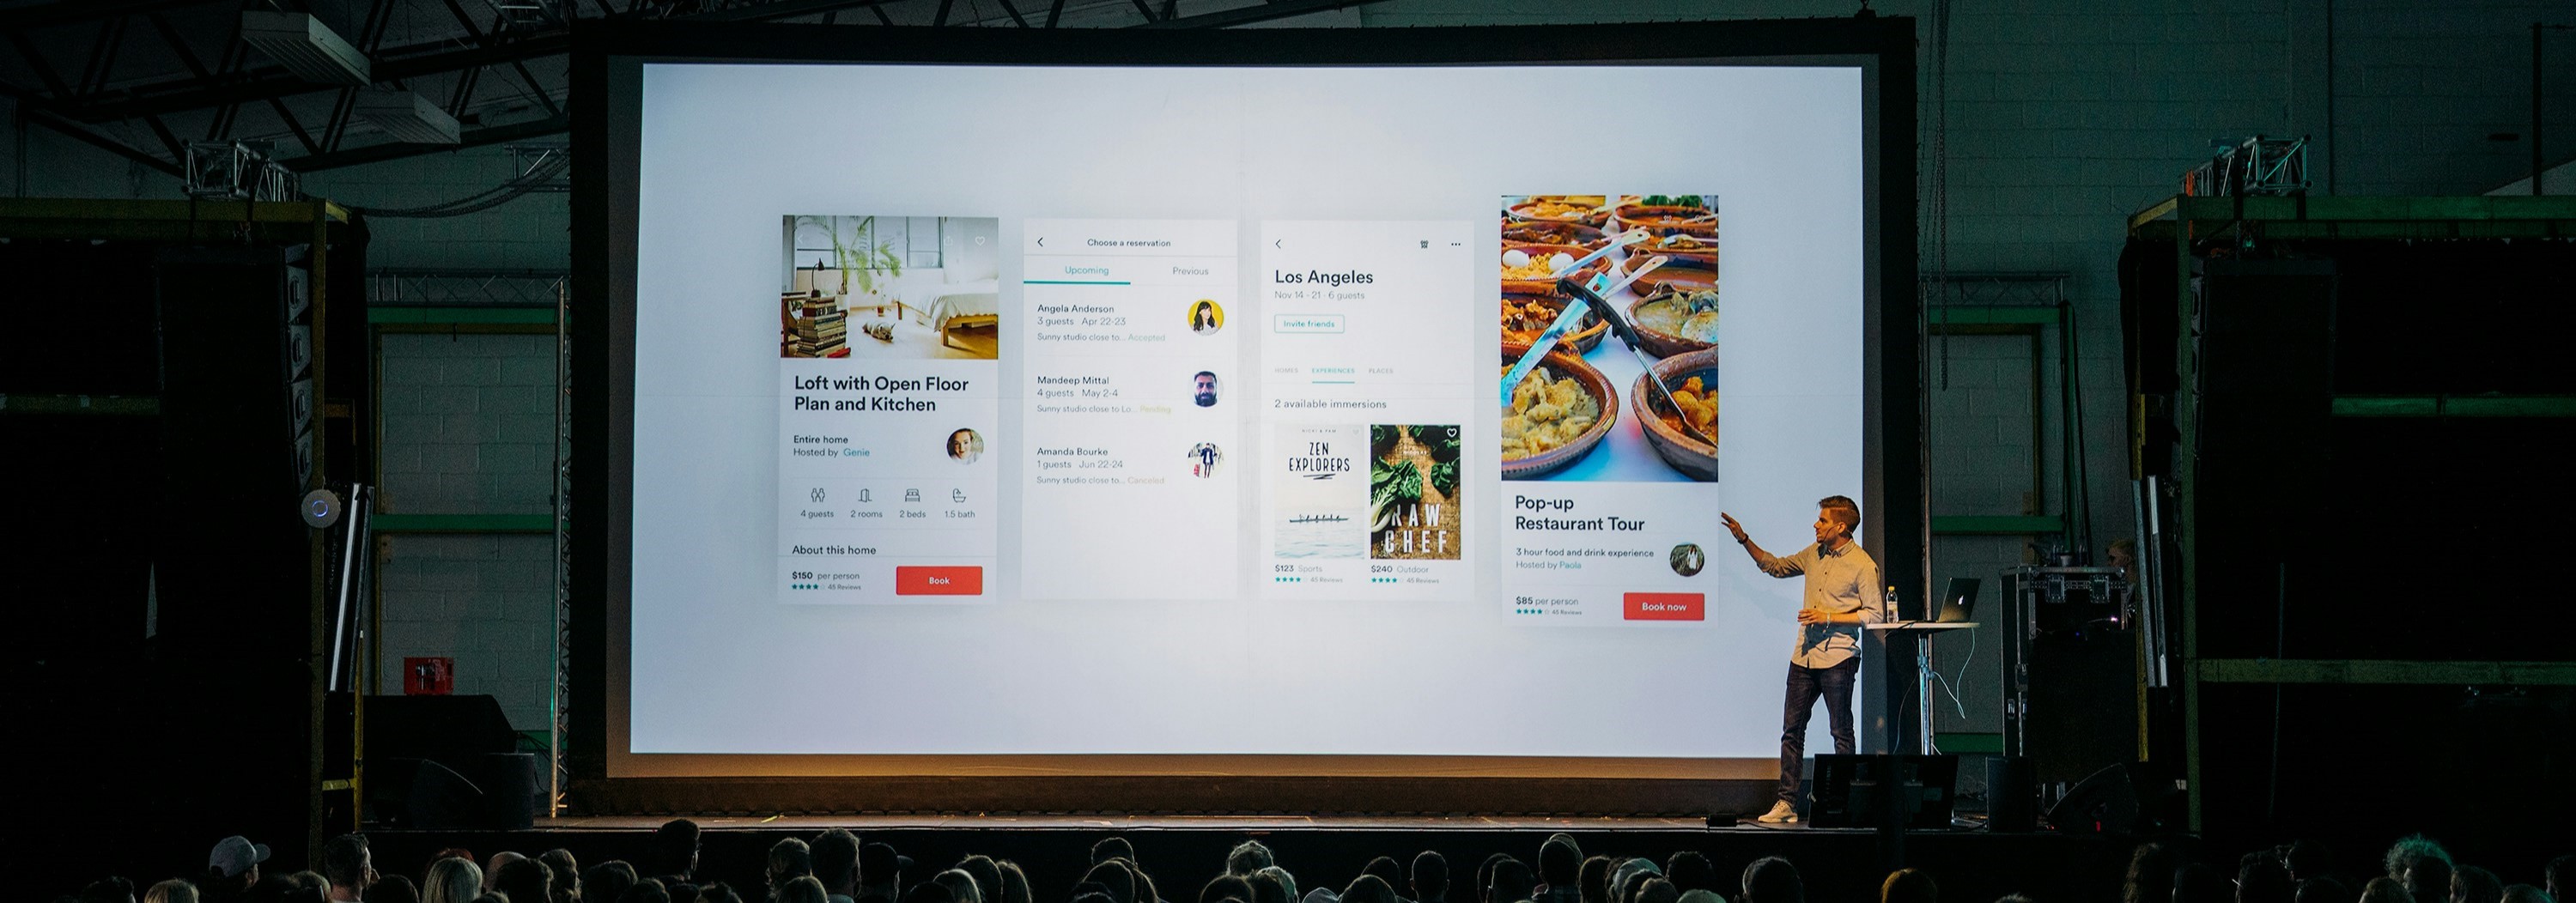 Loft with Open Floor
Plan and Kitchen
Entire home
Hosted by Genie
4 guests 2 rooms 2 beds 1.5 bath
About this home
$150 per person
45 Reviews
Book
Choose a reservation
Upcoming Previous
Angela Anderson
3 guests Apr 22-23
Sunny studio close to... Accepted
Mandeep Mittal
4 guests May 2-4
Sunny studio close to Lo... Pending
Amanda Bourke
1 guests Jun 22-24
Sunny studio close to... Canceled
Los Angeles
Nov 14 - 21 · 6 guests
Invite friends
HOMES EXPERIENCES PLACES
2 available immersions
ZEN
EXPLORERS
$123 Sports
45 Reviews
RAW
CHEF
$240 Outdoor
45 Reviews
Pop-up
Restaurant Tour
3 hour food and drink experience
Hosted by Paola
$85 per person
45 Reviews
Book now